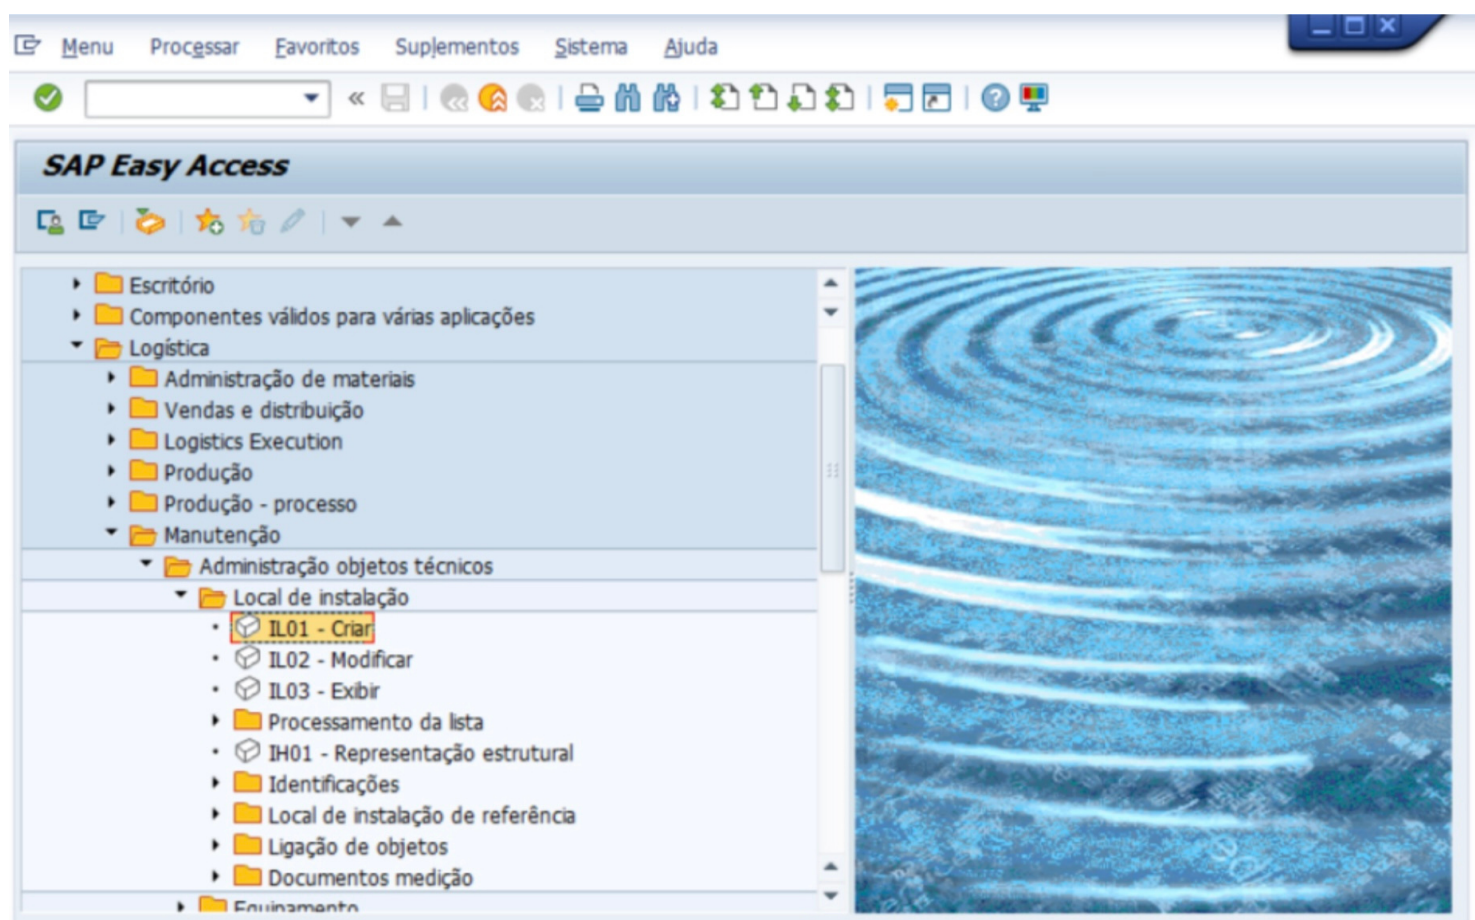 Menu Processar Favoritos Suplementos Sistema Ajuda
SAP Easy Access
Escritório
Componentes válidos para várias aplicações
Logística
Administração de materiais
Vendas e distribuição
Logistics Execution
Produção
Produção - processo
Manutenção
Administração objetos técnicos
Local de instalação
IL01 - Criar
IL02 - Modificar
IL03 - Exibir
Processamento da lista
IH01 - Representação estrutural
Identificações
Local de instalação de referência
Ligação de objetos
Documentos medição
Equipamento